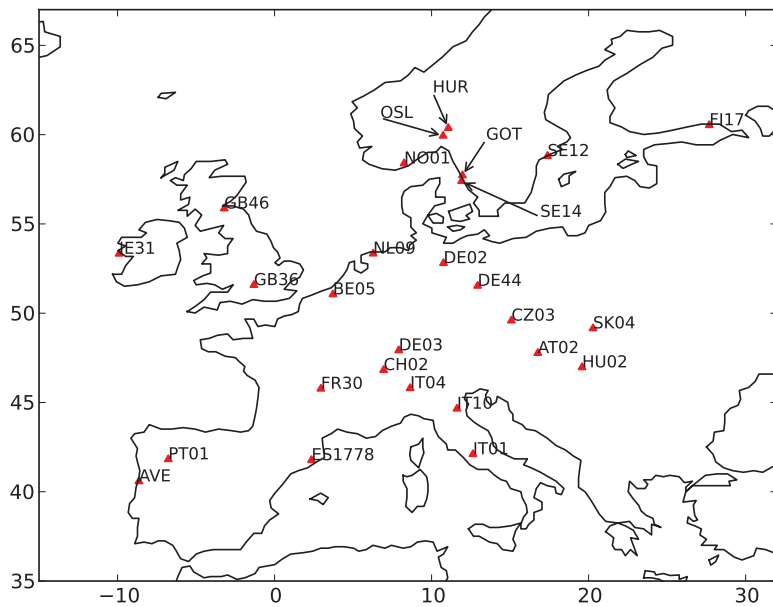 65
HUR
OSL
60
GOT
FI17
NO01
SE12
SE14
55
GB46
IE31
NL09
DE02
GB36
DE44
BE05
50
CZ03
SK04
DE03
AT02
CH02
HU02
FR30
IT04
45
IT10
PT01
ES1778
IT01
AVE
40
35
−10
0
10
20
30